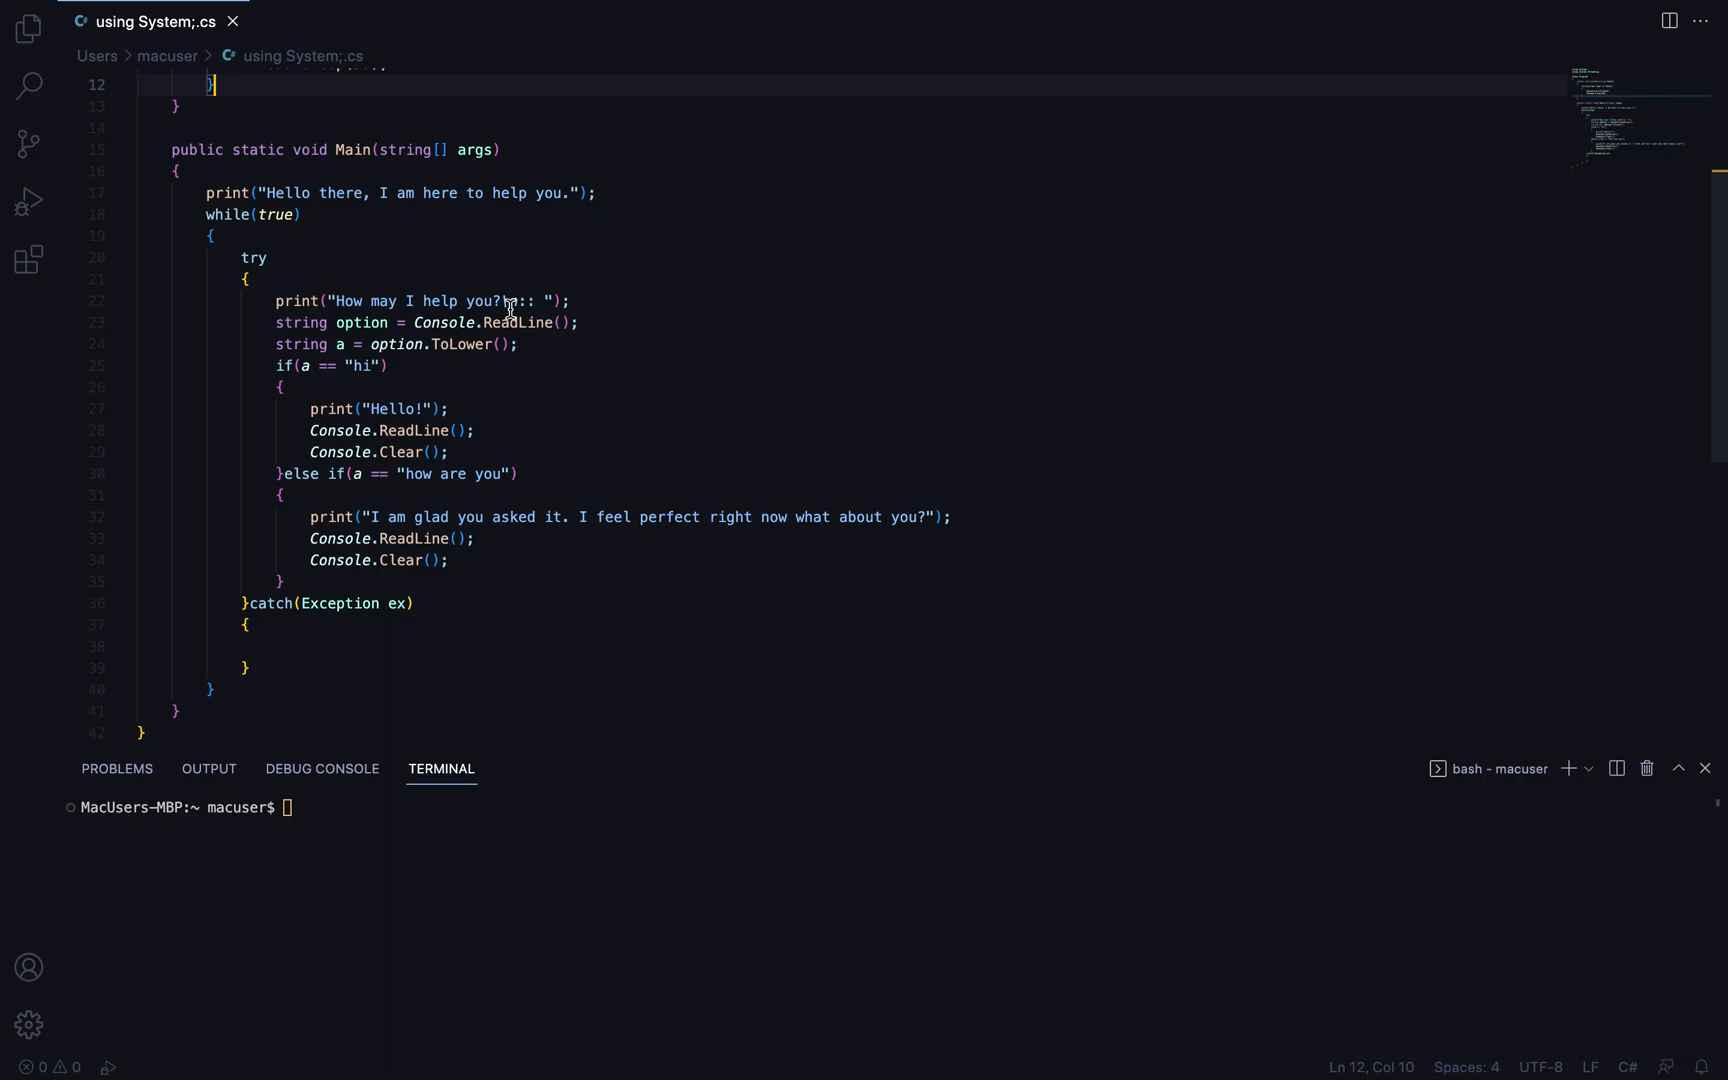 using System;.cs
Users > macuser > using System;.cs
12 }
13 }
14
15 public static void Main(string[] args)
16 {
17 print("Hello there, I am here to help you.");
18 while(true)
19 {
20 try
21 {
22 print("How may I help you?\n:: ");
23 string option = Console.ReadLine();
24 string a = option.ToLower();
25 if(a == "hi")
26 {
27 print("Hello!");
28 Console.ReadLine();
29 Console.Clear();
30 }else if(a == "how are you")
31 {
32 print("I am glad you asked it. I feel perfect right now what about you?");
33 Console.ReadLine();
34 Console.Clear();
35 }
36 }catch(Exception ex)
37 {
38
39 }
40 }
41 }
42 }
PROBLEMS OUTPUT DEBUG CONSOLE TERMINAL bash - macuser
MacUsers-MBP:~ macuser$
0 0 Ln 12, Col 10 Spaces: 4 UTF-8 LF C#